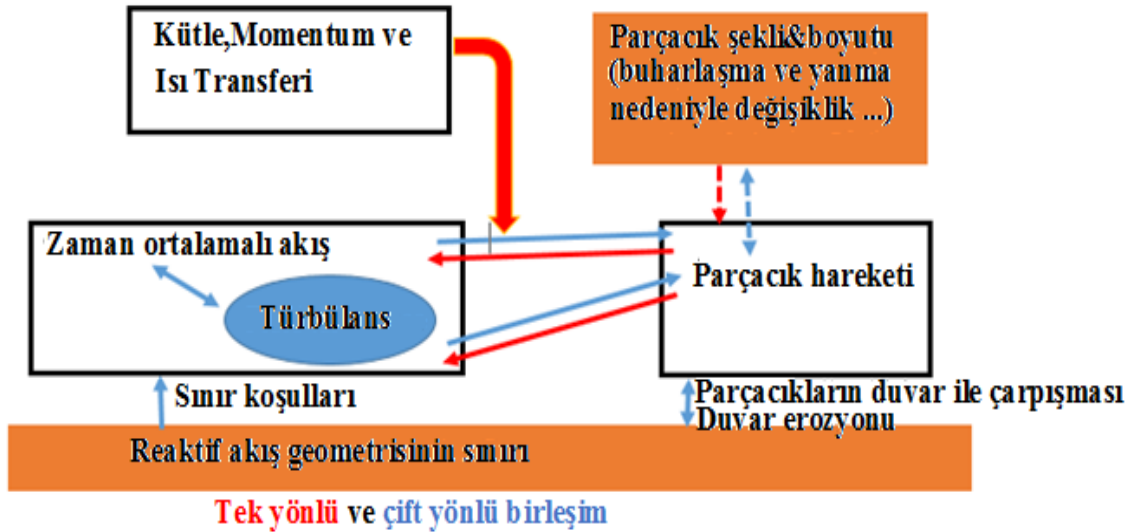 Kütle,Momentum ve
Isı Transferi
Parçacık şekli&boyutu
(buharlaşma ve yanma
nedeniyle değişiklik ...)
Zaman ortalamalı akış
Türbülans
Parçacık hareketi
Sınır koşulları
Parçacıkların duvar ile çarpışması
Duvar erozyonu
Reaktif akış geometrisinin sınırı
Tek yönlü ve çift yönlü birleşim